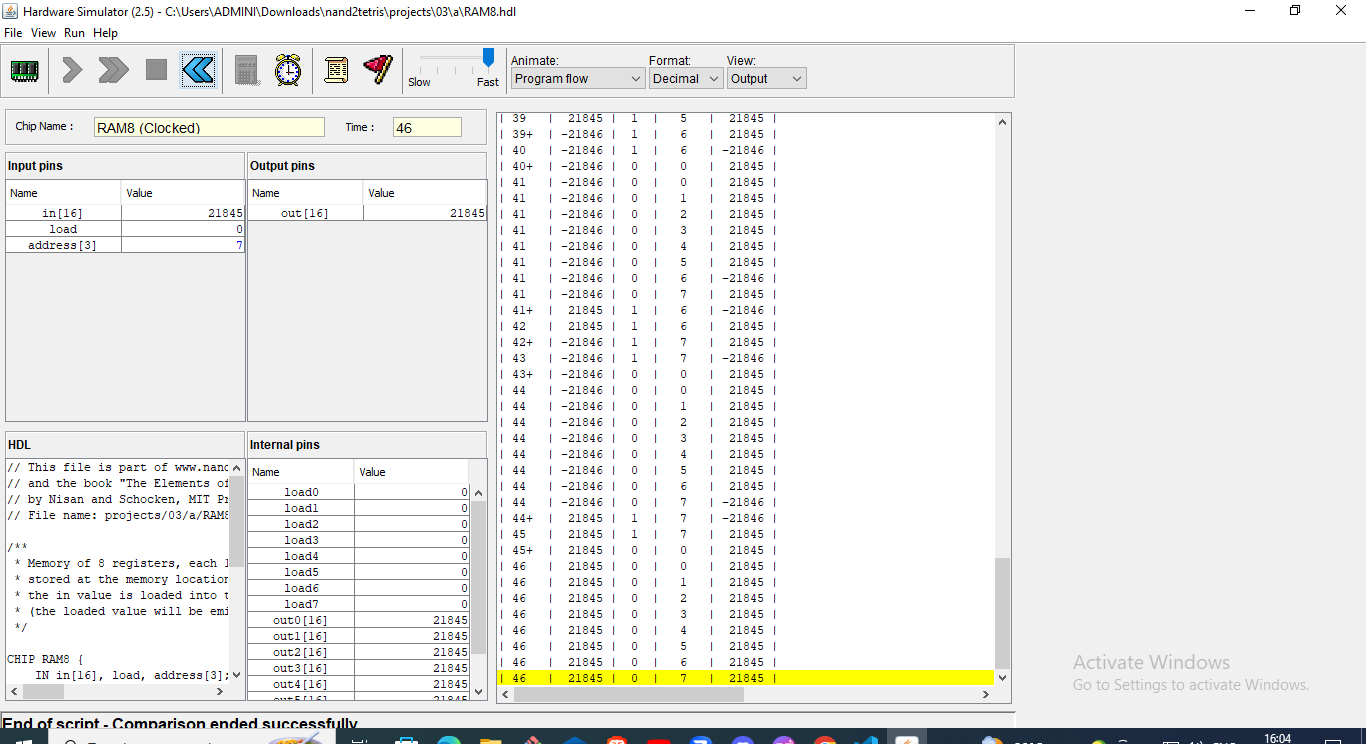 Hardware Simulator (2.5) - C:\Users\ADMINI\Downloads\nand2tetris\projects\03\a\RAM8.hdl
File View Run Help
Slow Fast
Animate: Format: View:
Program flow Decimal Output
Chip Name : RAM8 (Clocked) Time : 46
Input pins
Name Value
in[16] 21845
load 0
address[3] 7
Output pins
Name Value
out[16] 21845
HDL
// This file is part of www.nand
// and the book "The Elements of
// by Nisan and Schocken, MIT Pr
// File name: projects/03/a/RAM8
/**
* Memory of 8 registers, each 1
* stored at the memory location
* the in value is loaded into t
* (the loaded value will be emi
*/
CHIP RAM8 {
IN in[16], load, address[3];
Internal pins
Name Value
load0 0
load1 0
load2 0
load3 0
load4 0
load5 0
load6 0
load7 0
out0[16] 21845
out1[16] 21845
out2[16] 21845
out3[16] 21845
out4[16] 21845
out5[16] 21845
| 39 | 21845 | 1 | 5 | 21845 |
| 39+ | -21846 | 1 | 6 | 21845 |
| 40 | -21846 | 1 | 6 | -21846 |
| 40+ | -21846 | 0 | 0 | 21845 |
| 41 | -21846 | 0 | 0 | 21845 |
| 41 | -21846 | 0 | 1 | 21845 |
| 41 | -21846 | 0 | 2 | 21845 |
| 41 | -21846 | 0 | 3 | 21845 |
| 41 | -21846 | 0 | 4 | 21845 |
| 41 | -21846 | 0 | 5 | 21845 |
| 41 | -21846 | 0 | 6 | -21846 |
| 41 | -21846 | 0 | 7 | 21845 |
| 41+ | 21845 | 1 | 6 | -21846 |
| 42 | 21845 | 1 | 6 | 21845 |
| 42+ | -21846 | 1 | 7 | 21845 |
| 43 | -21846 | 1 | 7 | -21846 |
| 43+ | -21846 | 0 | 0 | 21845 |
| 44 | -21846 | 0 | 0 | 21845 |
| 44 | -21846 | 0 | 1 | 21845 |
| 44 | -21846 | 0 | 2 | 21845 |
| 44 | -21846 | 0 | 3 | 21845 |
| 44 | -21846 | 0 | 4 | 21845 |
| 44 | -21846 | 0 | 5 | 21845 |
| 44 | -21846 | 0 | 6 | 21845 |
| 44 | -21846 | 0 | 7 | -21846 |
| 44+ | 21845 | 1 | 7 | -21846 |
| 45 | 21845 | 1 | 7 | 21845 |
| 45+ | 21845 | 0 | 0 | 21845 |
| 46 | 21845 | 0 | 0 | 21845 |
| 46 | 21845 | 0 | 1 | 21845 |
| 46 | 21845 | 0 | 2 | 21845 |
| 46 | 21845 | 0 | 3 | 21845 |
| 46 | 21845 | 0 | 4 | 21845 |
| 46 | 21845 | 0 | 5 | 21845 |
| 46 | 21845 | 0 | 6 | 21845 |
| 46 | 21845 | 0 | 7 | 21845 |
Activate Windows
Go to Settings to activate Windows.
End of script - Comparison ended successfully
16:04